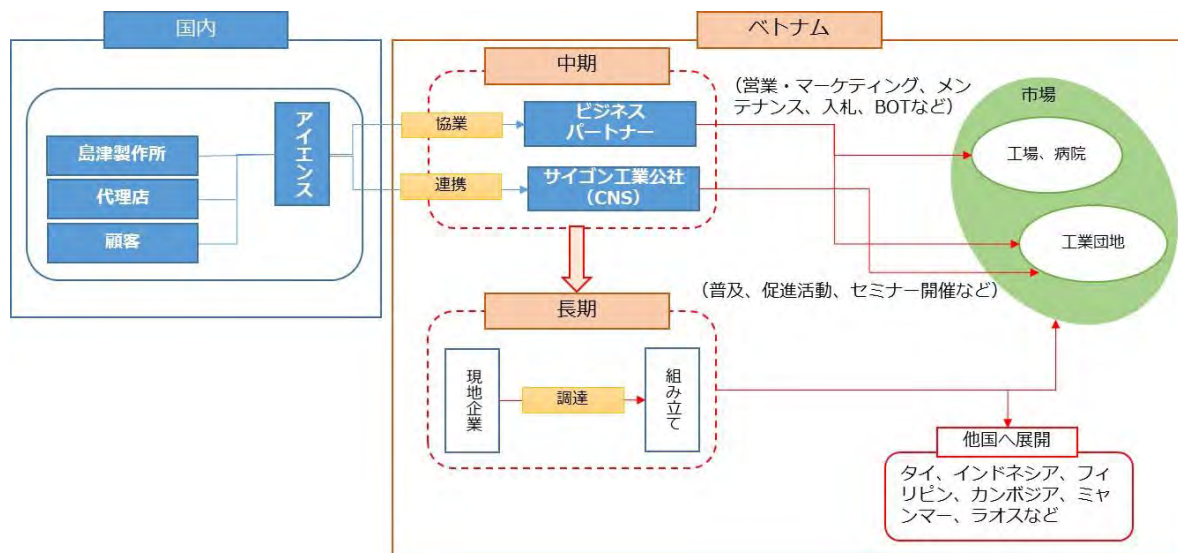 国内
島津製作所
代理店
顧客
アイエンス
ベトナム
中期
協業
ビジネス
パートナー
連携
サイゴン工業公社
（CNS）
（営業・マーケティング、メン
テナンス、入札、BOTなど）
市場
工場、病院
工業団地
（普及、促進活動、セミナー開催など）
長期
現地企業
調達
組み立て
他国へ展開
タイ、インドネシア、フィ
リピン、カンボジア、ミャ
ンマー、ラオスなど